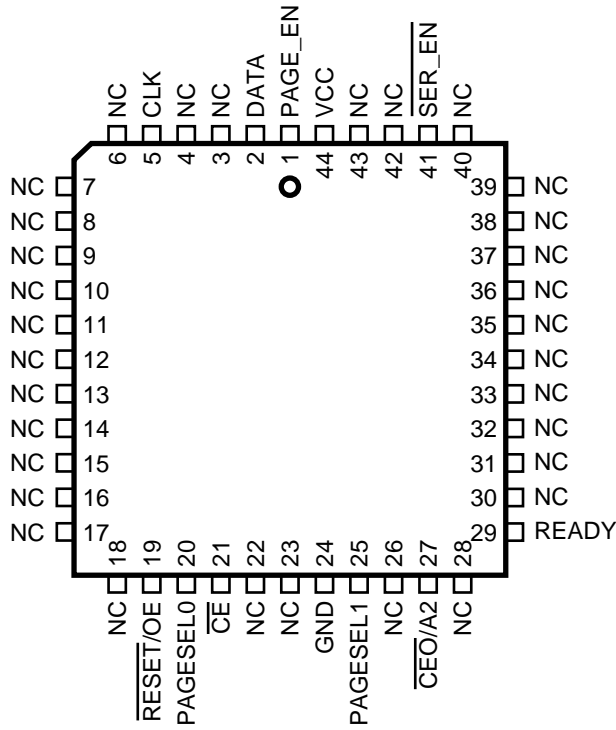 NC
CLK
NC
NC
DATA
PAGE_EN
VCC
NC
NC
SER_EN
NC
6
5
4
3
2
1
44
43
42
41
40
NC 7
NC 8
NC 9
NC 10
NC 11
NC 12
NC 13
NC 14
NC 15
NC 16
NC 17
39 NC
38 NC
37 NC
36 NC
35 NC
34 NC
33 NC
32 NC
31 NC
30 NC
29 READY
18
19
20
21
22
23
24
25
26
27
28
NC
RESET/OE
PAGESEL0
CE
NC
NC
GND
PAGESEL1
NC
CEO/A2
NC